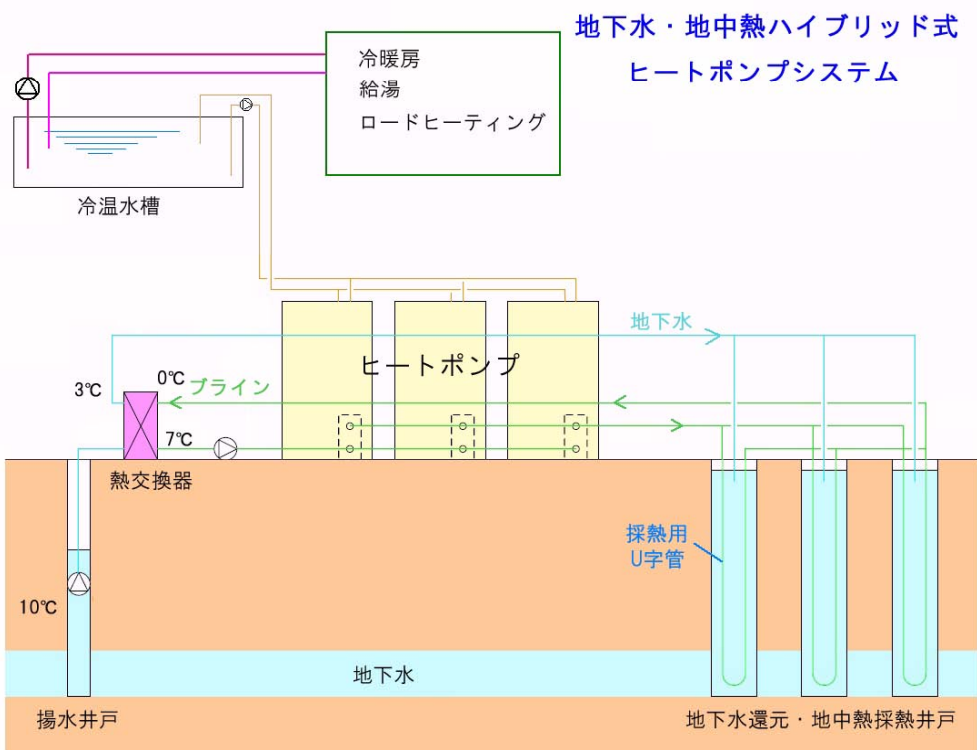 地下水・地中熱ハイブリッド式
ヒートポンプシステム
冷暖房
給湯
ロードヒーティング
冷温水槽
地下水
ヒートポンプ
3℃
0℃
ブライン
7℃
熱交換器
採熱用
U字管
10℃
地下水
揚水井戸
地下水還元・地中熱採熱井戸